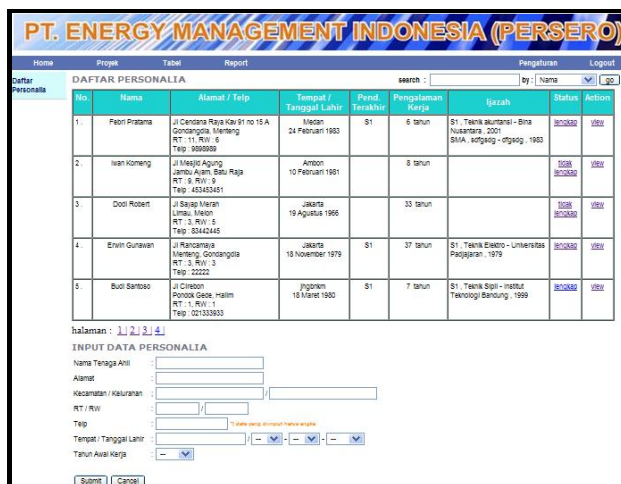 PT. ENERGY MANAGEMENT INDONESIA (PERSERO)
Home Proyek Tabel Report Pengaturan Logout
Daftar Personalia
DAFTAR PERSONALIA search : by : Nama go
No. Nama Alamat / Telp Tempat / Tanggal Lahir Pend. Terakhir Pengalaman Kerja Ijazah Status Action
1. Febri Pratama Jl Cendana Raya Kav 91 no 15 A Medan S1 6 tahun S1 , Teknik akuntansi - Bina lengkap view
Gondangdia, Menteng 24 Februari 1983 Nusantara , 2001
RT : 11, RW : 6 SMA , sdfgsdg - dfgsdg , 1983
Telp : 9898989
2. Iwan Komeng Jl Mesjid Agung Ambon 8 tahun tidak lengkap view
Jambu Ayam, Batu Raja 10 Februari 1981
RT : 9, RW : 9
Telp : 453453451
3. Dodi Robert Jl Sayap Merah Jakarta 33 tahun tidak lengkap view
Limau, Melon 19 Agustus 1966
RT : 3, RW : 5
Telp : 83442445
4. Erwin Gunawan Jl Rancamaya Jakarta S1 37 tahun S1 , Teknik Elektro - Universitas lengkap view
Menteng, Gondangdia 18 November 1979 Padjajaran , 1979
RT : 3, RW : 3
Telp : 22222
5. Budi Santoso Jl Cirebon jhgbnkm S1 7 tahun S1 , Teknik Sipil - Institut lengkap view
Pondok Gede, Halim 18 Maret 1980 Teknologi Bandung , 1999
RT : 1, RW : 1
Telp : 021333933
halaman : 1 | 2 | 3 | 4 |
INPUT DATA PERSONALIA
Nama Tenaga Ahli :
Alamat :
Kecamatan / Kelurahan : /
RT / RW : /
Telp : *) data yang diinput harus angka
Tempat / Tanggal Lahir : / -- - -- - --
Tahun Awal Kerja : --
Submit Cancel